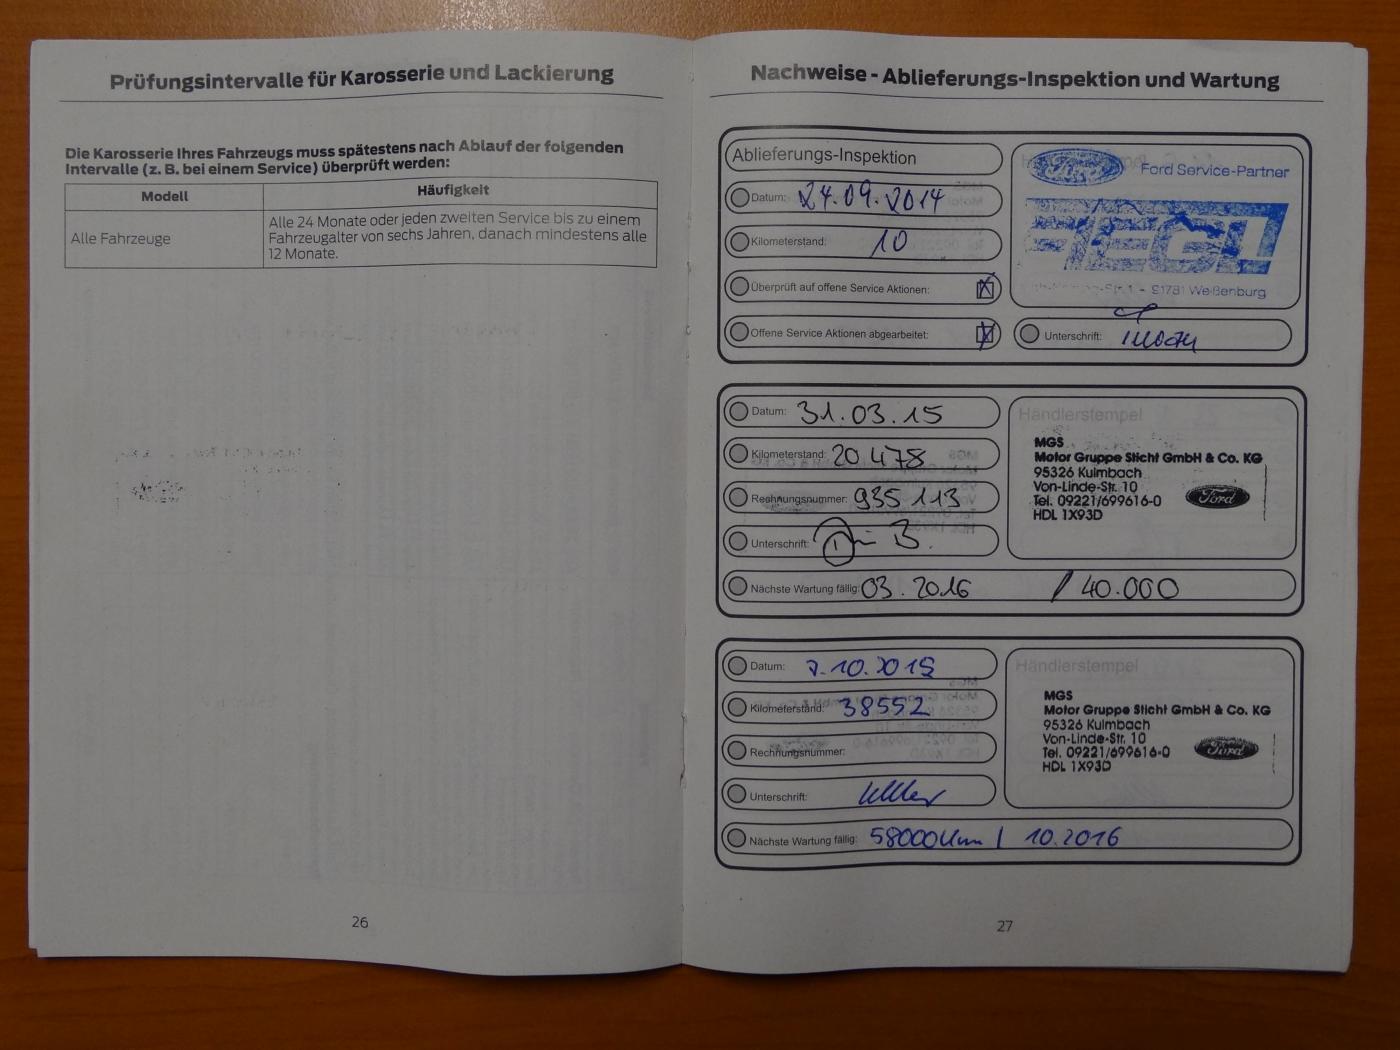 Prüfungsintervalle für Karosserie und Lackierung
Die Karosserie Ihres Fahrzeugs muss spätestens nach Ablauf der folgenden
Intervalle (z. B. bei einem Service) überprüft werden:
Modell Häufigkeit
Alle Fahrzeuge
Alle 24 Monate oder jeden zweiten Service bis zu einem
Fahrzeugalter von sechs Jahren, danach mindestens alle
12 Monate.
26
Nachweise - Ablieferungs-Inspektion und Wartung
Ablieferungs-Inspektion
Datum: 24.09.2014
Kilometerstand: 10
Überprüft auf offene Service Aktionen:
Offene Service Aktionen abgearbeitet:
Ford Ford Service-Partner
1 - 91781 Weißenburg
Unterschrift:
Datum: 31.03.15
Kilometerstand: 20478
Rechnungsnummer: 935113
Unterschrift:
Nächste Wartung fällig: 03.2016 / 40.000
Händlerstempel
MGS
Motor Gruppe Sticht GmbH & Co. KG
95326 Kulmbach
Von-Linde-Str. 10
Tel. 09221/699616-0
HDL 1X93D
Ford
Datum: 7.10.2015
Kilometerstand: 38552
Rechnungsnummer:
Unterschrift:
Nächste Wartung fällig: 58000km / 10.2016
Händlerstempel
MGS
Motor Gruppe Sticht GmbH & Co. KG
95326 Kulmbach
Von-Linde-Str. 10
Tel. 09221/699616-0
HDL 1X93D
Ford
27